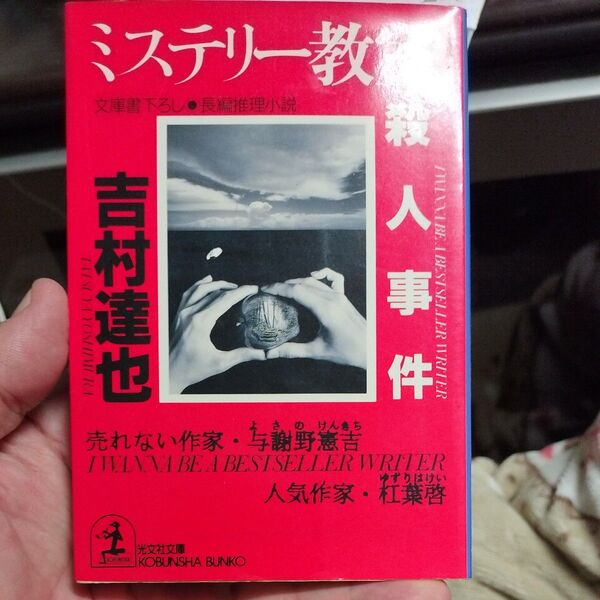 ミステリー教室
文庫書下ろし●長編推理小説
殺人事件
I WANNA BE A BESTSELLER WRITER
吉村達也
TATSUYA YOSHIMURA
売れない作家・与謝野憲吉
よさのけんきち
I WANNA BE A BESTSELLER WRITER
人気作家・杠葉啓
ゆずりはけい
光文社文庫
KOBUNSHA BUNKO